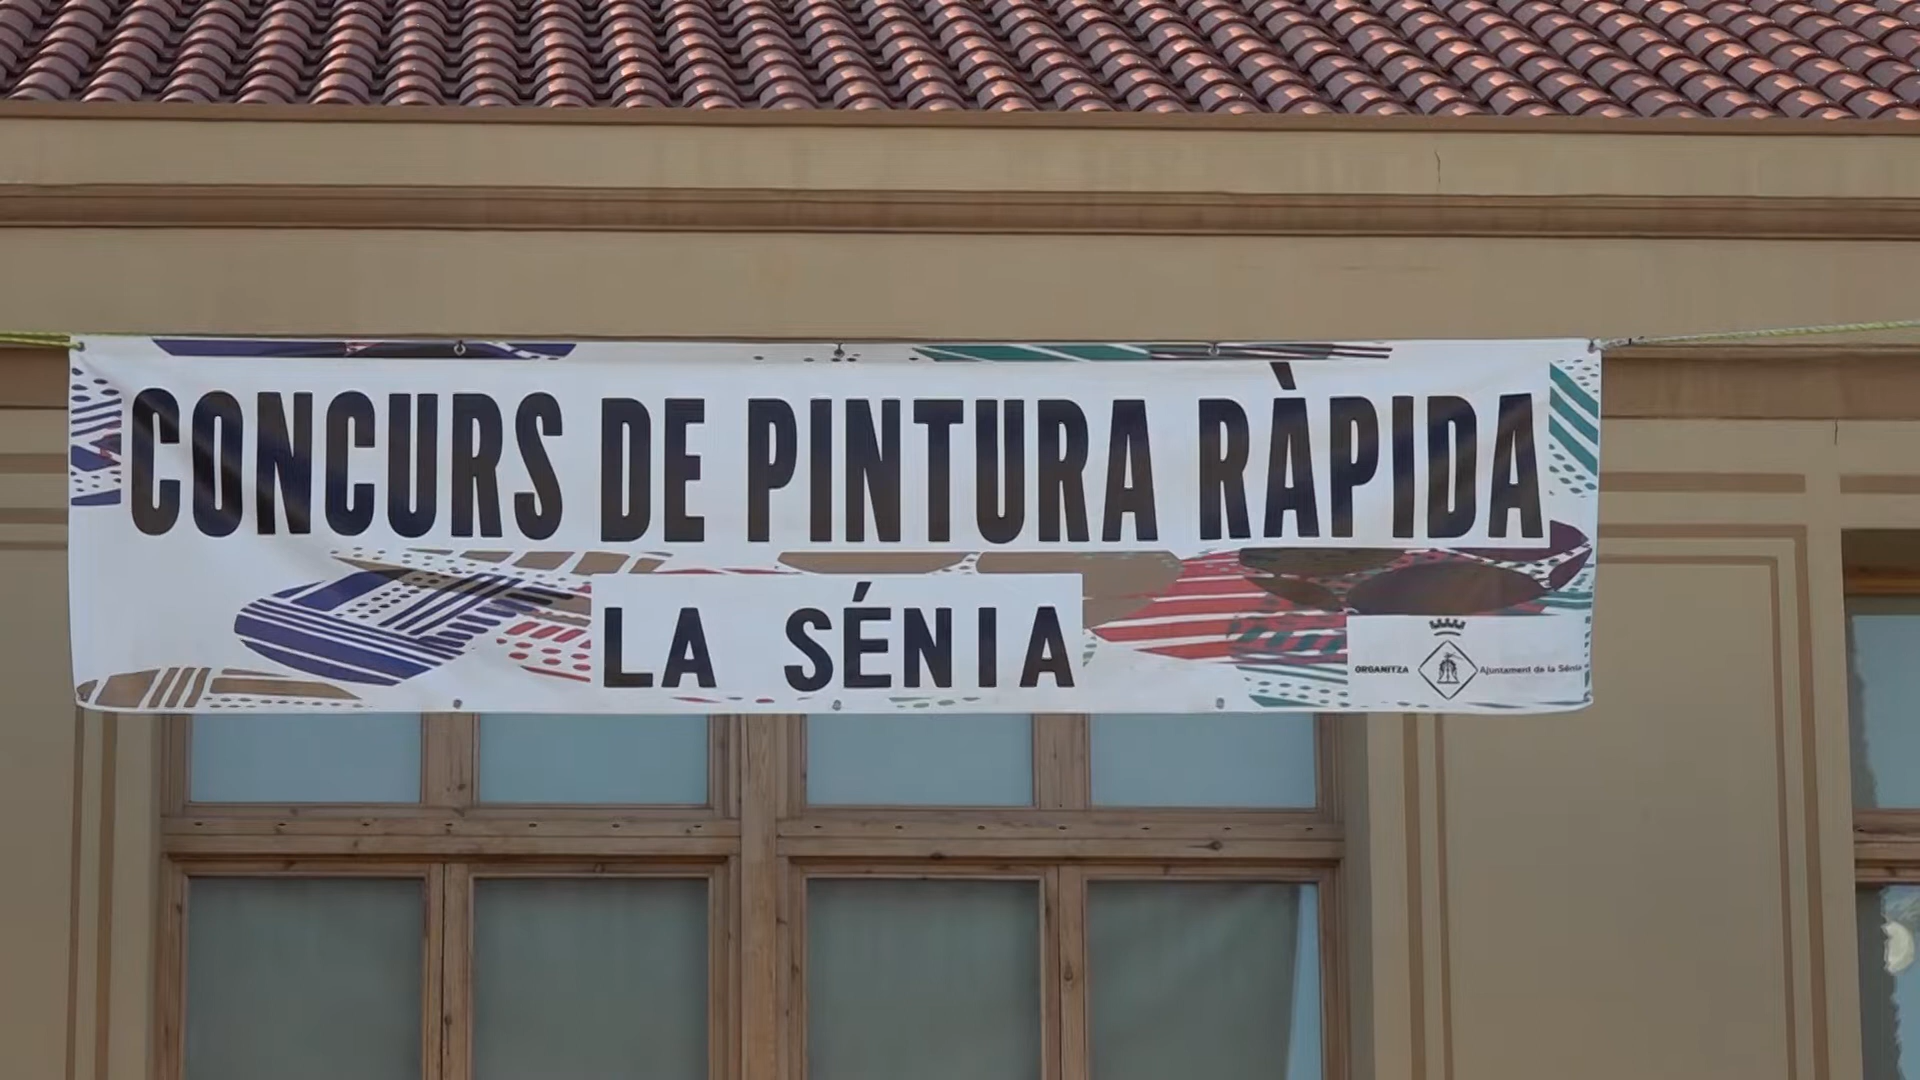 CONCURS DE PINTURA RÀPIDA
LA SÉNIA
ORGANITZA Ajuntament de la Sénia